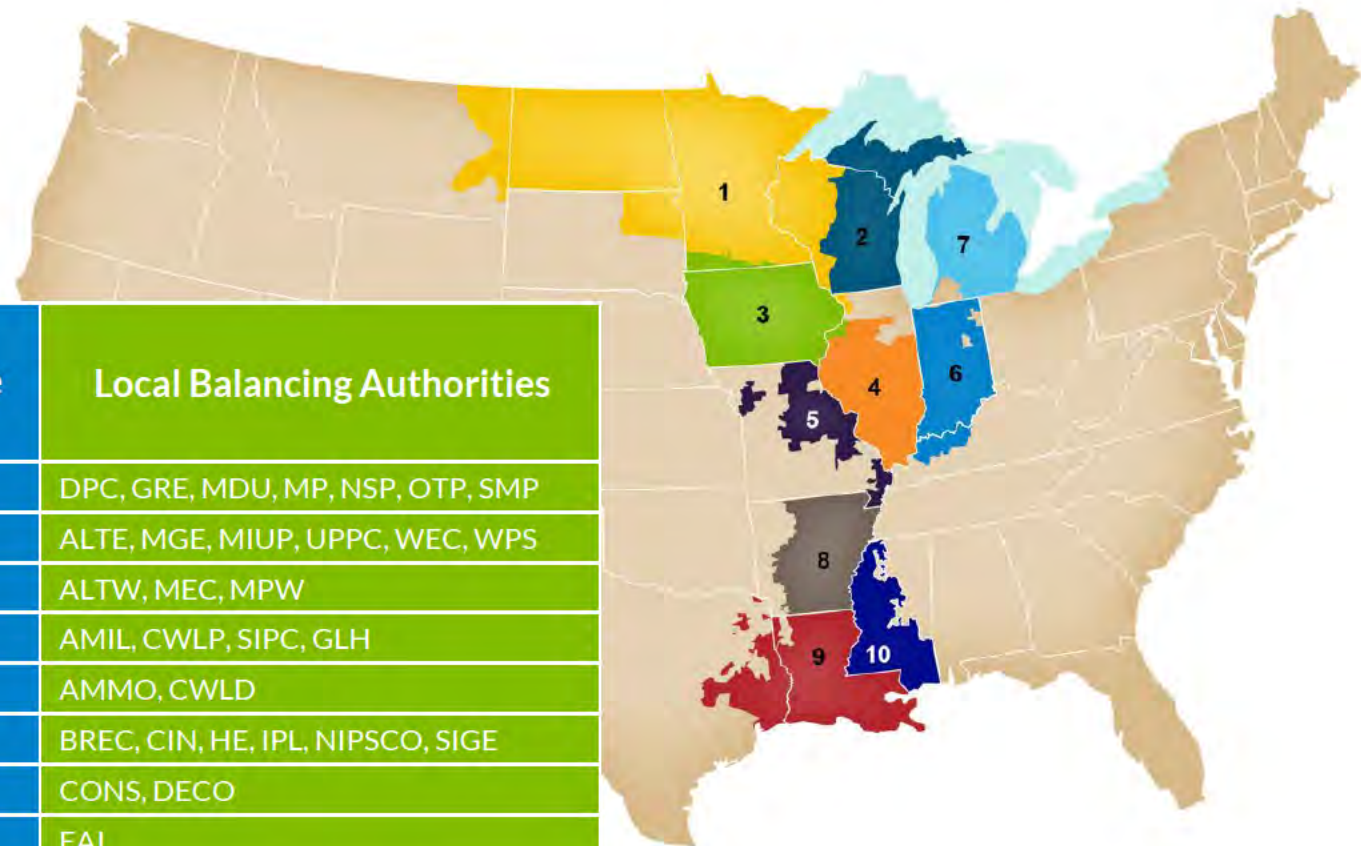 1
2
7
3
Local Balancing Authorities
4
6
5
DPC, GRE, MDU, MP, NSP, OTP, SMP
ALTE, MGE, MIUP, UPPC, WEC, WPS
8
ALTW, MEC, MPW
AMIL, CWLP, SIPC, GLH
9
10
AMMO, CWLD
BREC, CIN, HE, IPL, NIPSCO, SIGE
CONS, DECO